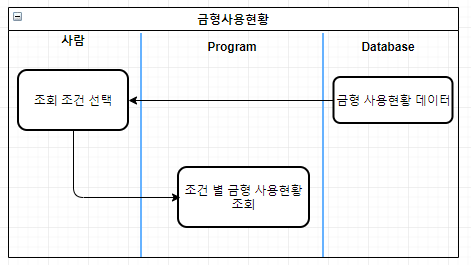 금형사용현황
사람
Program
Database
조회 조건 선택
금형 사용현황 데이터
조건 별 금형 사용현황
조회